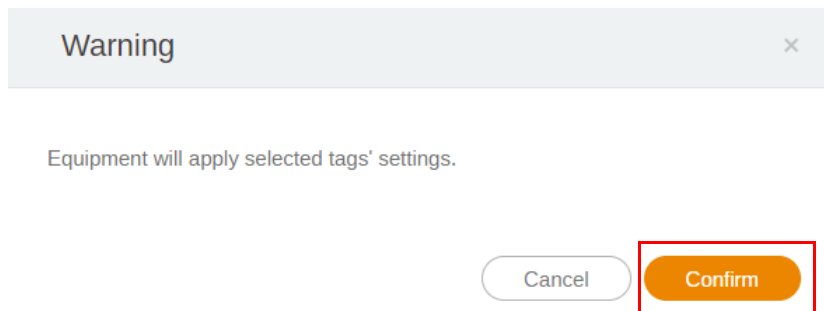 Warning
×
Equipment will apply selected tags' settings.
Cancel
Confirm